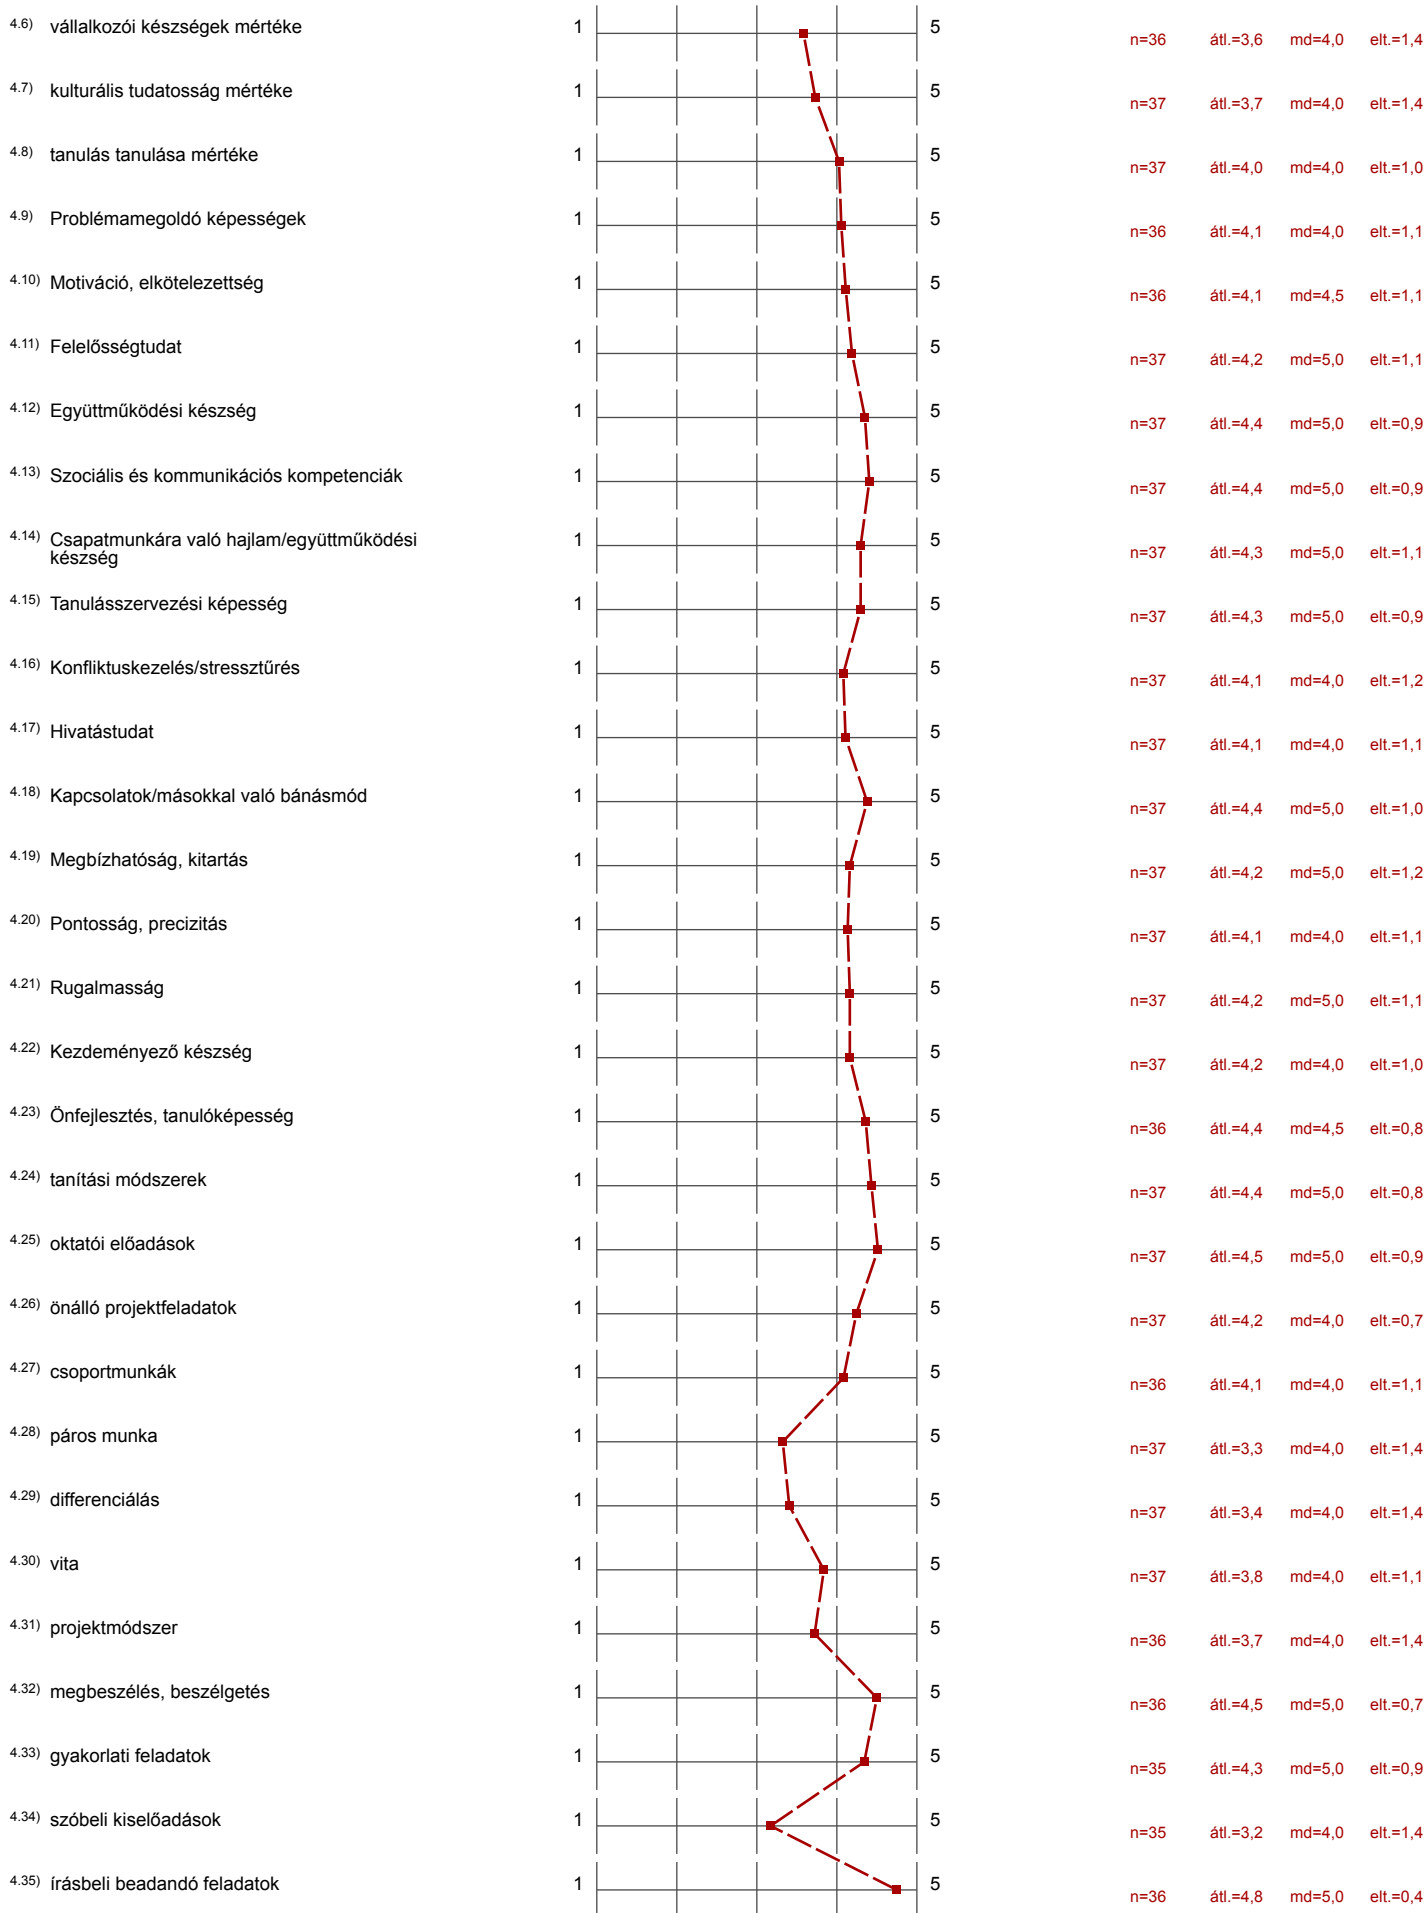 4.6) vállalkozói készségek mértéke 1 5 n=36 átl.=3,6 md=4,0 elt.=1,4
4.7) kulturális tudatosság mértéke 1 5 n=37 átl.=3,7 md=4,0 elt.=1,4
4.8) tanulás tanulása mértéke 1 5 n=37 átl.=4,0 md=4,0 elt.=1,0
4.9) Problémamegoldó képességek 1 5 n=36 átl.=4,1 md=4,0 elt.=1,1
4.10) Motiváció, elkötelezettség 1 5 n=36 átl.=4,1 md=4,5 elt.=1,1
4.11) Felelősségtudat 1 5 n=37 átl.=4,2 md=5,0 elt.=1,1
4.12) Együttműködési készség 1 5 n=37 átl.=4,4 md=5,0 elt.=0,9
4.13) Szociális és kommunikációs kompetenciák 1 5 n=37 átl.=4,4 md=5,0 elt.=0,9
4.14) Csapatmunkára való hajlam/együttműködési
készség 1 5 n=37 átl.=4,3 md=5,0 elt.=1,1
4.15) Tanulásszervezési képesség 1 5 n=37 átl.=4,3 md=5,0 elt.=0,9
4.16) Konfliktuskezelés/stressztűrés 1 5 n=37 átl.=4,1 md=4,0 elt.=1,2
4.17) Hivatástudat 1 5 n=37 átl.=4,1 md=4,0 elt.=1,1
4.18) Kapcsolatok/másokkal való bánásmód 1 5 n=37 átl.=4,4 md=5,0 elt.=1,0
4.19) Megbízhatóság, kitartás 1 5 n=37 átl.=4,2 md=5,0 elt.=1,2
4.20) Pontosság, precizitás 1 5 n=37 átl.=4,1 md=4,0 elt.=1,1
4.21) Rugalmasság 1 5 n=37 átl.=4,2 md=5,0 elt.=1,1
4.22) Kezdeményező készség 1 5 n=37 átl.=4,2 md=4,0 elt.=1,0
4.23) Önfejlesztés, tanulóképesség 1 5 n=36 átl.=4,4 md=4,5 elt.=0,8
4.24) tanítási módszerek 1 5 n=37 átl.=4,4 md=5,0 elt.=0,8
4.25) oktatói előadások 1 5 n=37 átl.=4,5 md=5,0 elt.=0,9
4.26) önálló projektfeladatok 1 5 n=37 átl.=4,2 md=4,0 elt.=0,7
4.27) csoportmunkák 1 5 n=36 átl.=4,1 md=4,0 elt.=1,1
4.28) páros munka 1 5 n=37 átl.=3,3 md=4,0 elt.=1,4
4.29) differenciálás 1 5 n=37 átl.=3,4 md=4,0 elt.=1,4
4.30) vita 1 5 n=37 átl.=3,8 md=4,0 elt.=1,1
4.31) projektmódszer 1 5 n=36 átl.=3,7 md=4,0 elt.=1,4
4.32) megbeszélés, beszélgetés 1 5 n=36 átl.=4,5 md=5,0 elt.=0,7
4.33) gyakorlati feladatok 1 5 n=35 átl.=4,3 md=5,0 elt.=0,9
4.34) szóbeli kiselőadások 1 5 n=35 átl.=3,2 md=4,0 elt.=1,4
4.35) írásbeli beadandó feladatok 1 5 n=36 átl.=4,8 md=5,0 elt.=0,4